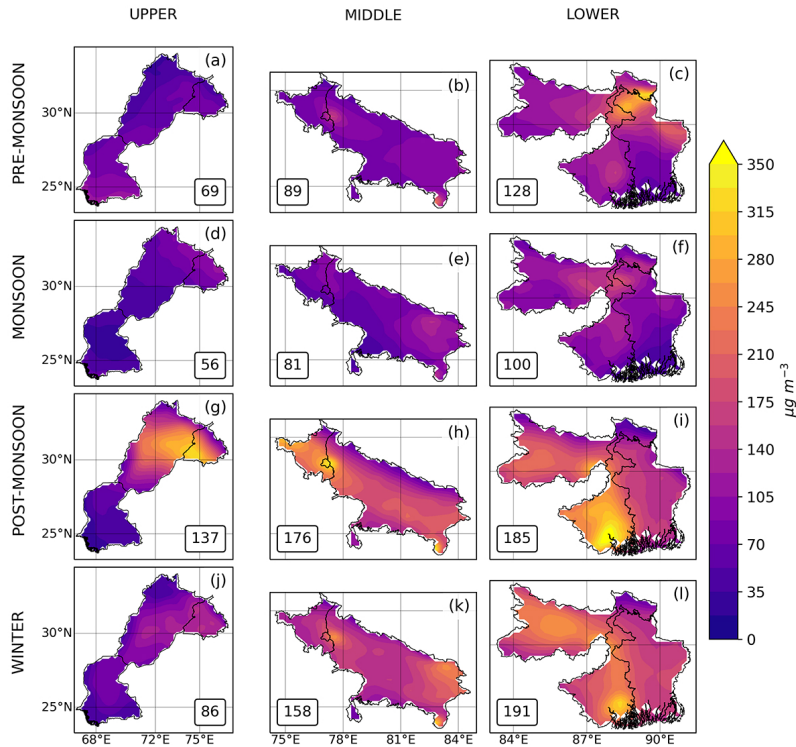 UPPER MIDDLE LOWER
PRE-MONSOON
(a) (b) (c)
30°N
25°N
69 89 128
MONSOON
(d) (e) (f)
30°N
25°N
56 81 100
POST-MONSOON
(g) (h) (i)
30°N
25°N
137 176 185
WINTER
(j) (k) (l)
30°N
25°N
86 158 191
68°E 72°E 75°E 75°E 78°E 81°E 84°E 84°E 87°E 90°E
350
315
280
245
210
175
140
105
70
35
0
μg m⁻³